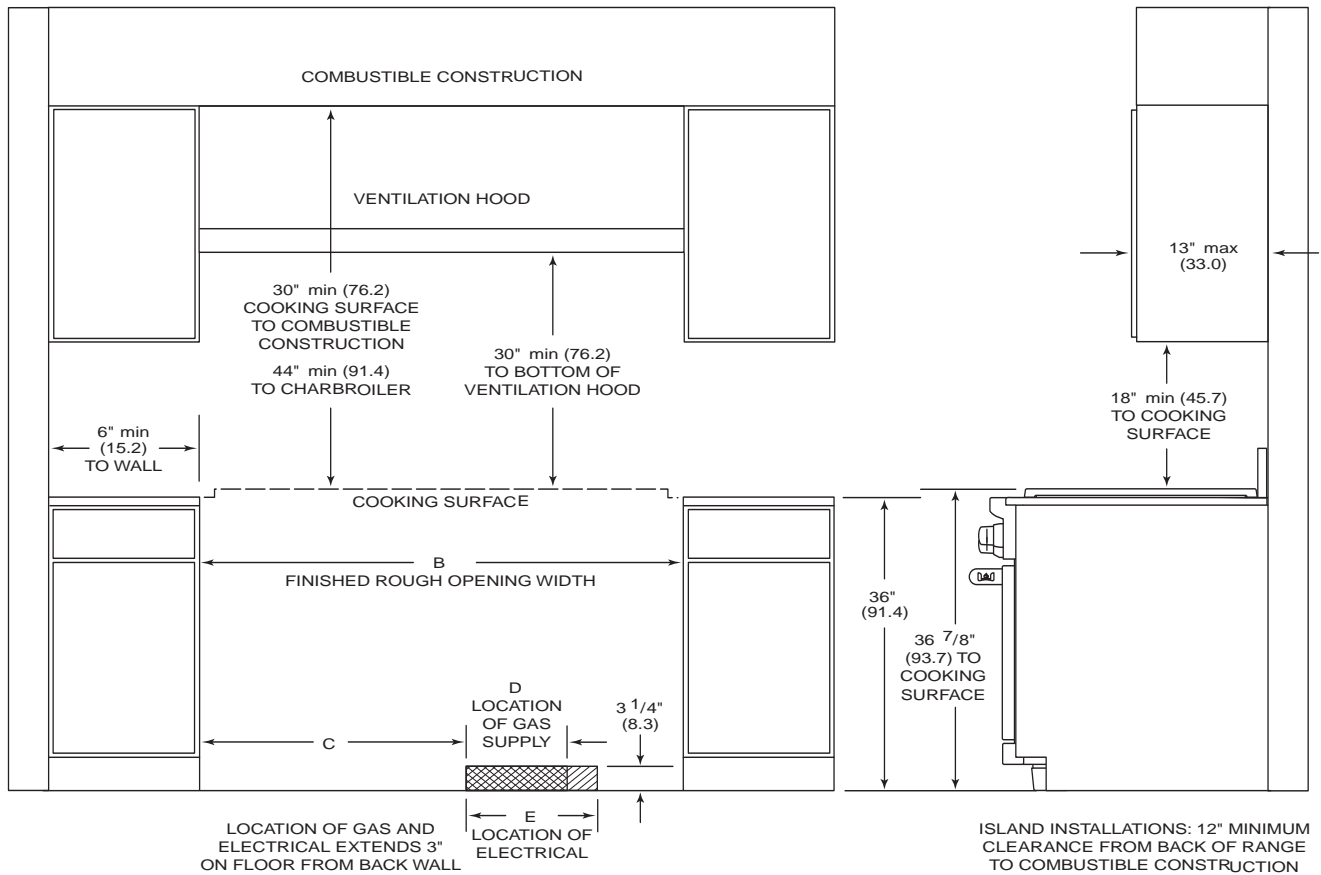 COMBUSTIBLE CONSTRUCTION
VENTILATION HOOD
30" min (76.2)
COOKING SURFACE
TO COMBUSTIBLE
CONSTRUCTION
44" min (91.4)
TO CHARBROILER
30" min (76.2)
TO BOTTOM OF
VENTILATION HOOD
6" min
(15.2)
TO WALL
COOKING SURFACE
B
FINISHED ROUGH OPENING WIDTH
C
D
LOCATION
OF GAS
SUPPLY
3 1/4"
(8.3)
E
LOCATION OF
ELECTRICAL
LOCATION OF GAS AND
ELECTRICAL EXTENDS 3"
ON FLOOR FROM BACK WALL
13" max
(33.0)
18" min (45.7)
TO COOKING
SURFACE
36"
(91.4)
36 7/8"
(93.7) TO
COOKING
SURFACE
ISLAND INSTALLATIONS: 12" MINIMUM
CLEARANCE FROM BACK OF RANGE
TO COMBUSTIBLE CONSTRUCTION